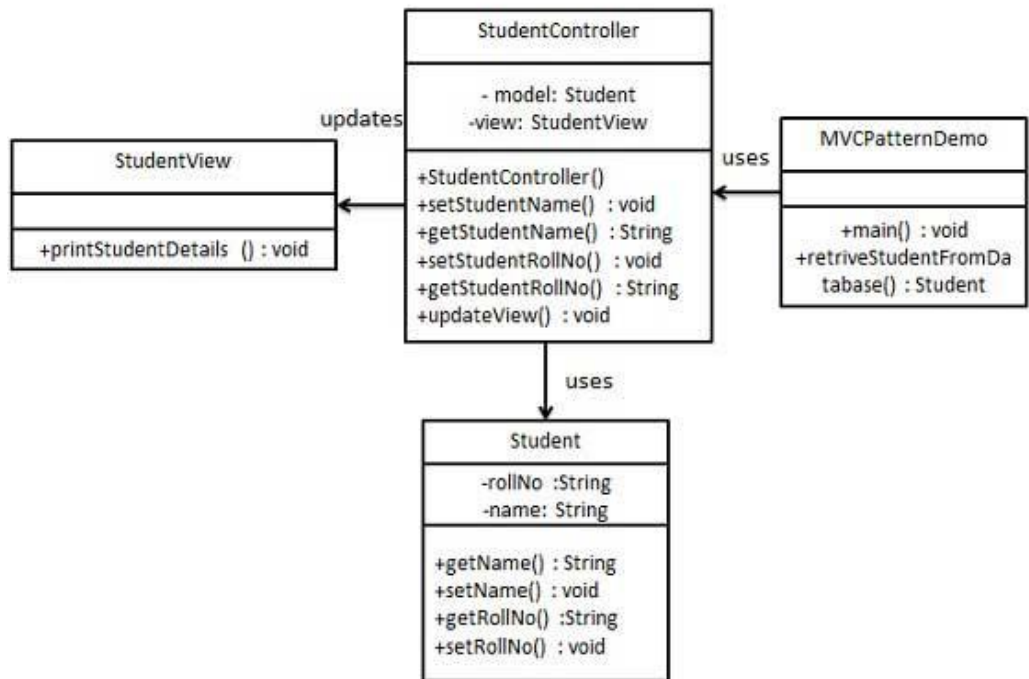 StudentController
- model: Student
-view: StudentView
+StudentController()
+setStudentName() : void
+getStudentName() : String
+setStudentRollNo() : void
+getStudentRollNo() : String
+updateView() : void
updates
StudentView
+printStudentDetails () : void
uses
MVCPatternDemo
+main() : void
+retriveStudentFromDa
tabase() : Student
uses
Student
-rollNo :String
-name: String
+getName() : String
+setName() : void
+getRollNo() :String
+setRollNo() : void